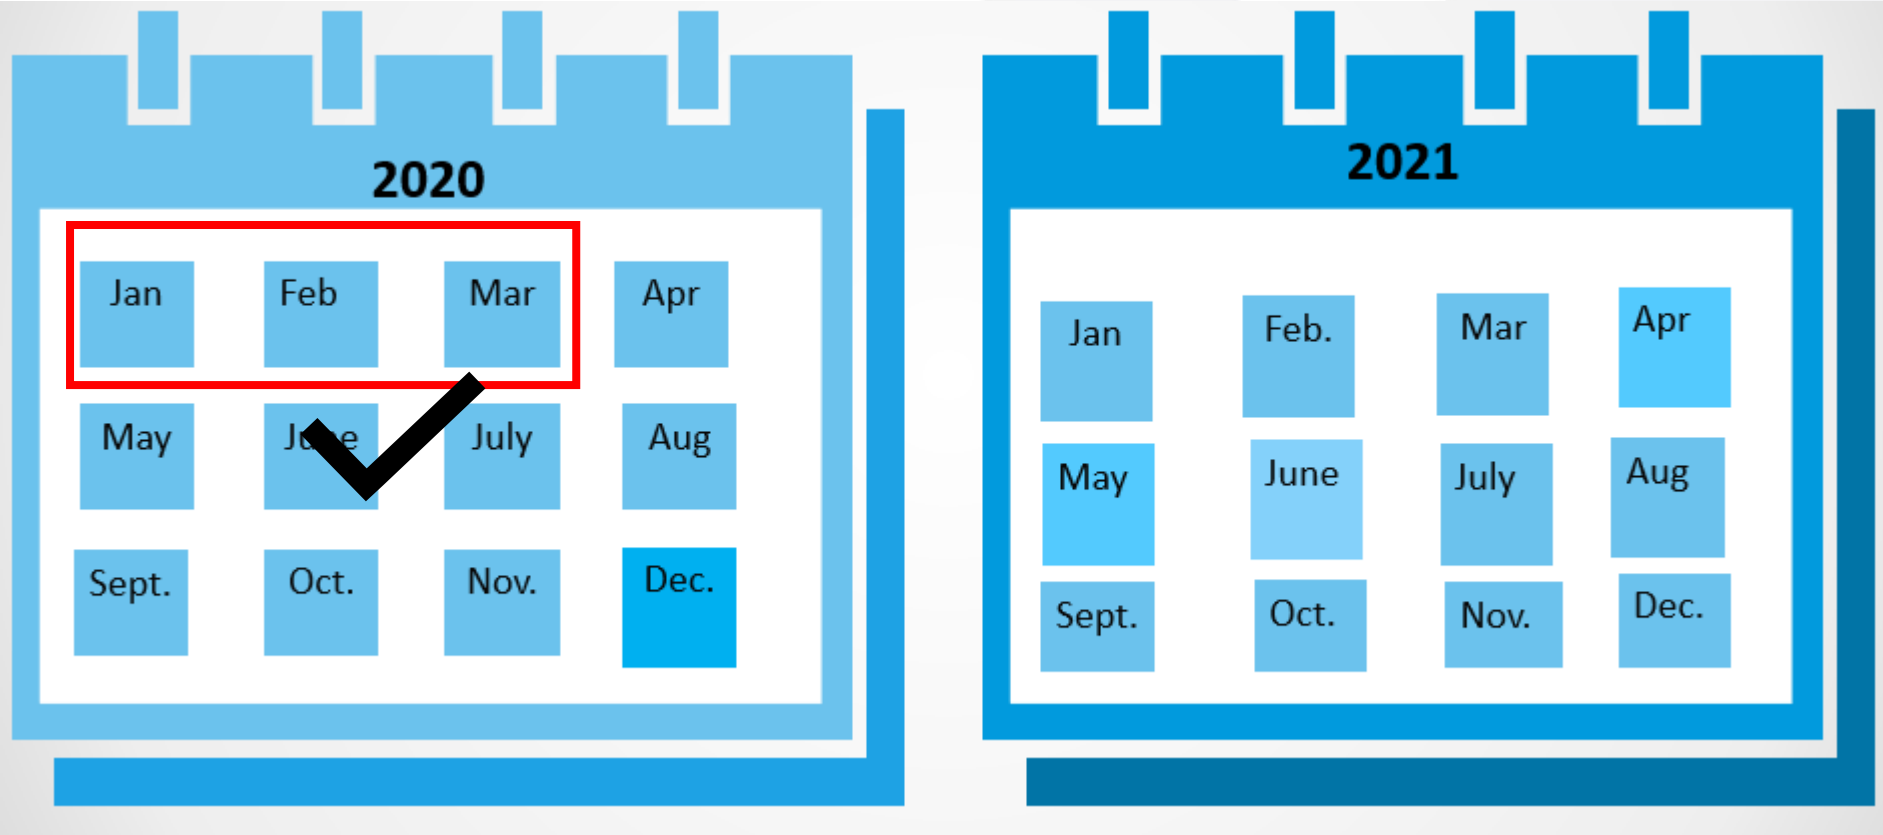 2020
Jan Feb Mar Apr
May June July Aug
Sept. Oct. Nov. Dec.
2021
Jan Feb. Mar Apr
May June July Aug
Sept. Oct. Nov. Dec.